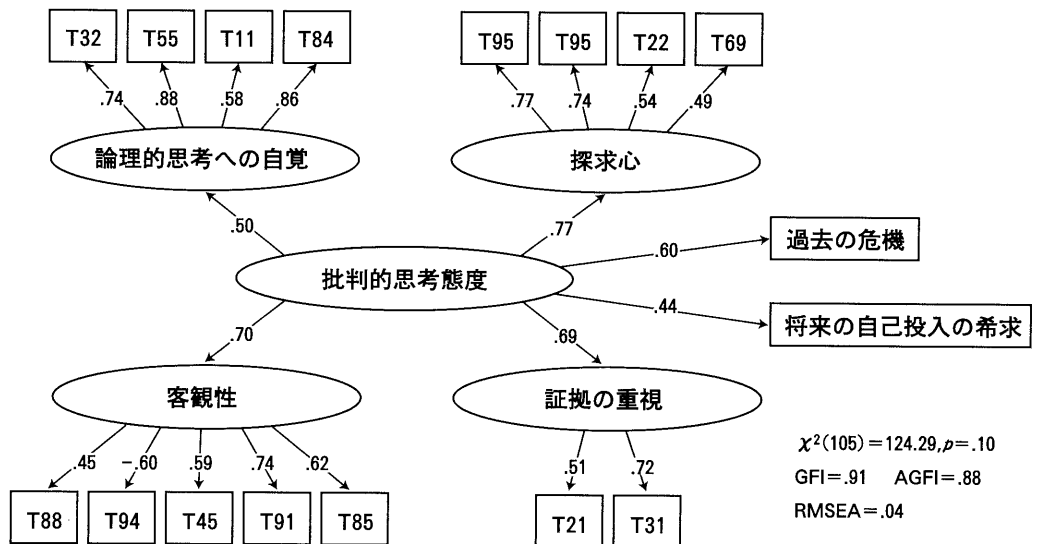 T32 T55 T11 T84
T95 T95 T22 T69
.74 .88 .58 .86
.77 .74 .54 .49
論理的思考への自覚
探求心
.50
.77
過去の危機
.60
批判的思考態度
.44
将来の自己投入の希求
.70
.69
客観性
証拠の重視
.45 -.60 .59 .74 .62
.51 .72
T88 T94 T45 T91 T85
T21 T31
χ²(105)=124.29,p=.10
GFI=.91 AGFI=.88
RMSEA=.04